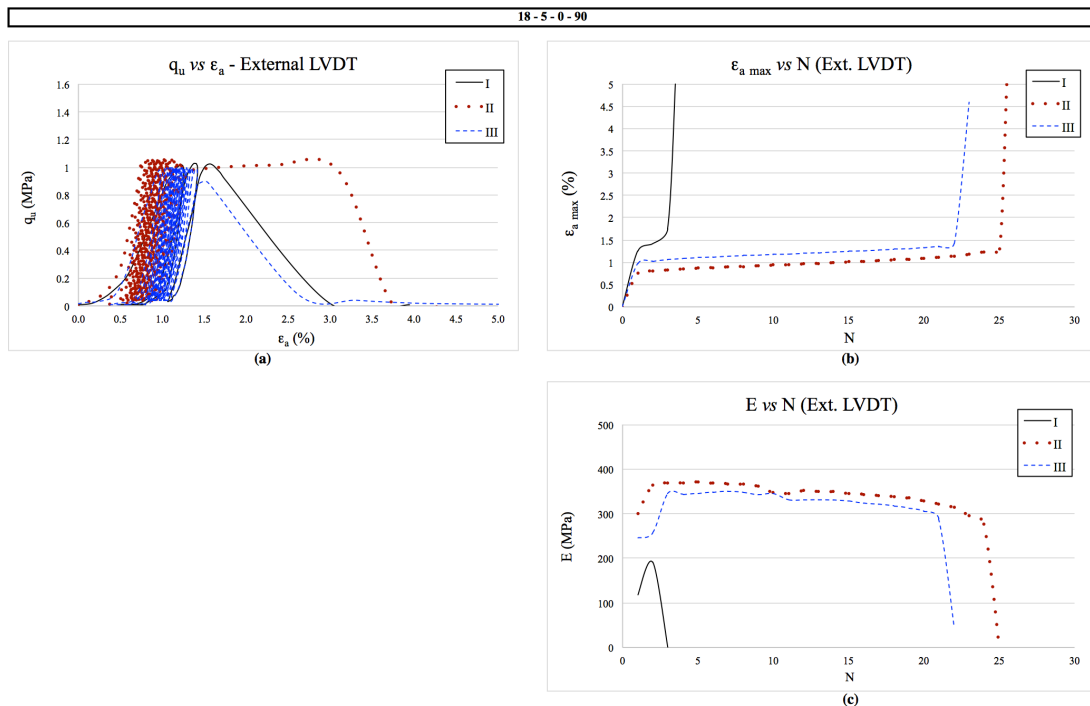 18 - 5 - 0 - 90
qu vs εa - External LVDT
I
II
III
1.6
1.4
1.2
1
0.8
0.6
0.4
0.2
0
qu (MPa)
0.0 0.5 1.0 1.5 2.0 2.5 3.0 3.5 4.0 4.5 5.0
εa (%)
(a)
εa max vs N (Ext. LVDT)
I
II
III
5
4.5
4
3.5
3
2.5
2
1.5
1
0.5
0
εa max (%)
0 5 10 15 20 25 30
N
(b)
E vs N (Ext. LVDT)
I
II
III
500
400
300
200
100
0
E (MPa)
0 5 10 15 20 25 30
N
(c)